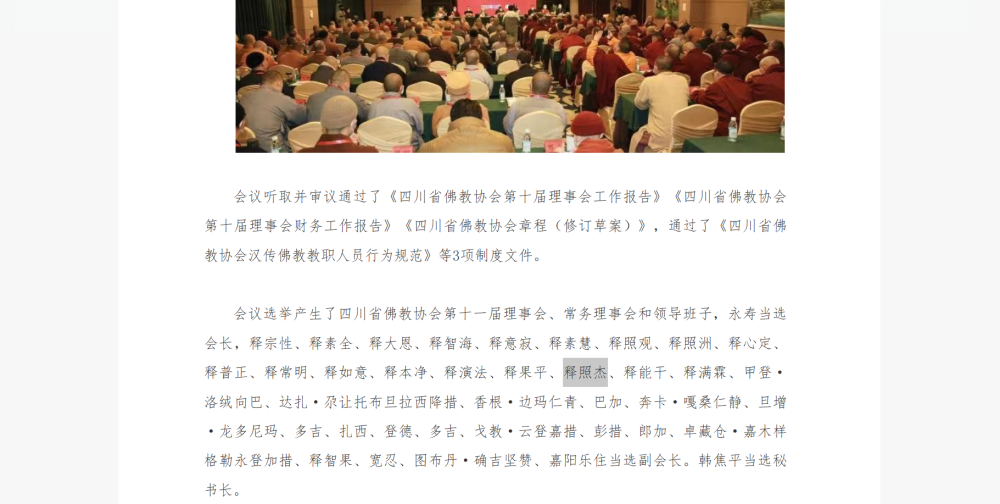 会议听取并审议通过了《四川省佛教协会第十届理事会工作报告》《四川省佛教协会
第十届理事会财务工作报告》《四川省佛教协会章程（修订草案）》，通过了《四川省佛
教协会汉传佛教教职人员行为规范》等3项制度文件。
会议选举产生了四川省佛教协会第十一届理事会、常务理事会和领导班子，永寿当选
会长，释宗性、释素全、释大恩、释智海、释意寂、释素慧、释照观、释照洲、释心定、
释普正、释常明、释如意、释本净、释演法、释果平、释照杰、释能干、释满霖、甲登·
洛绒向巴、达扎·尕让托布旦拉西降措、香根·边玛仁青、巴加、奔卡·嘎桑仁静、旦增
·龙多尼玛、多吉、扎西、登德、多吉、戈教·云登嘉措、彭措、郎加、卓藏仓·嘉木样
格勒永登加措、释智果、宽忍、图布丹·确吉坚赞、嘉阳乐住当选副会长。韩焦平当选秘
书长。